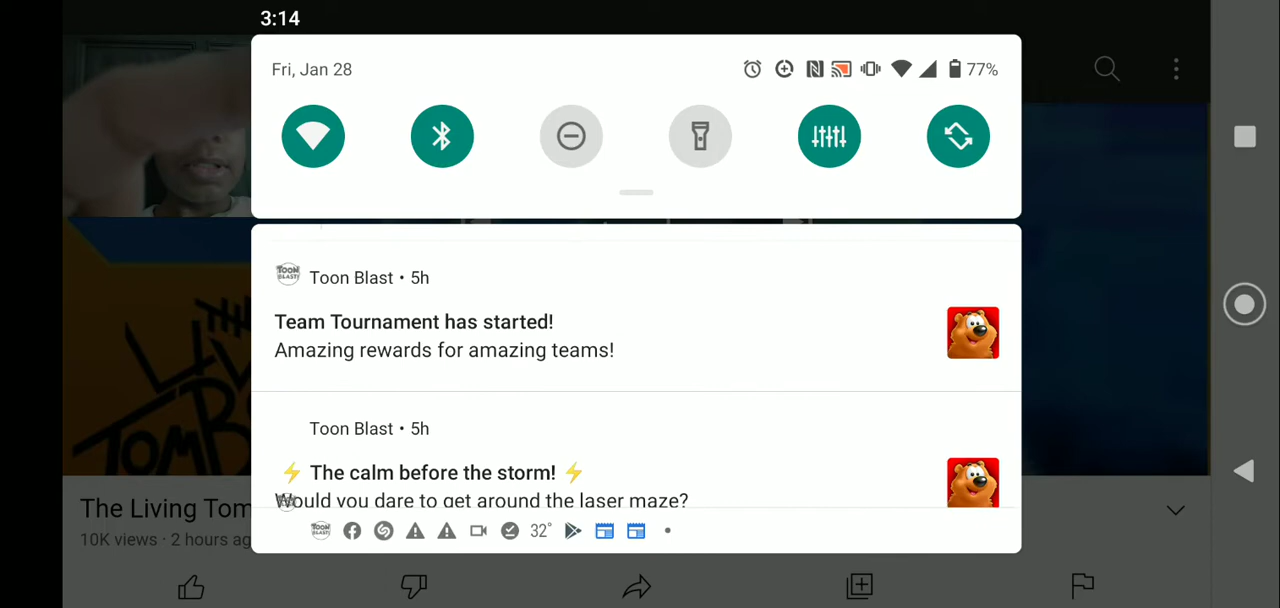 3:14
Fri, Jan 28
77%
Toon Blast • 5h
Team Tournament has started!
Amazing rewards for amazing teams!
Toon Blast • 5h
⚡ The calm before the storm! ⚡
Would you dare to get around the laser maze?
TOON BLAST! 32°
The Living Tom
10K views · 2 hours ag